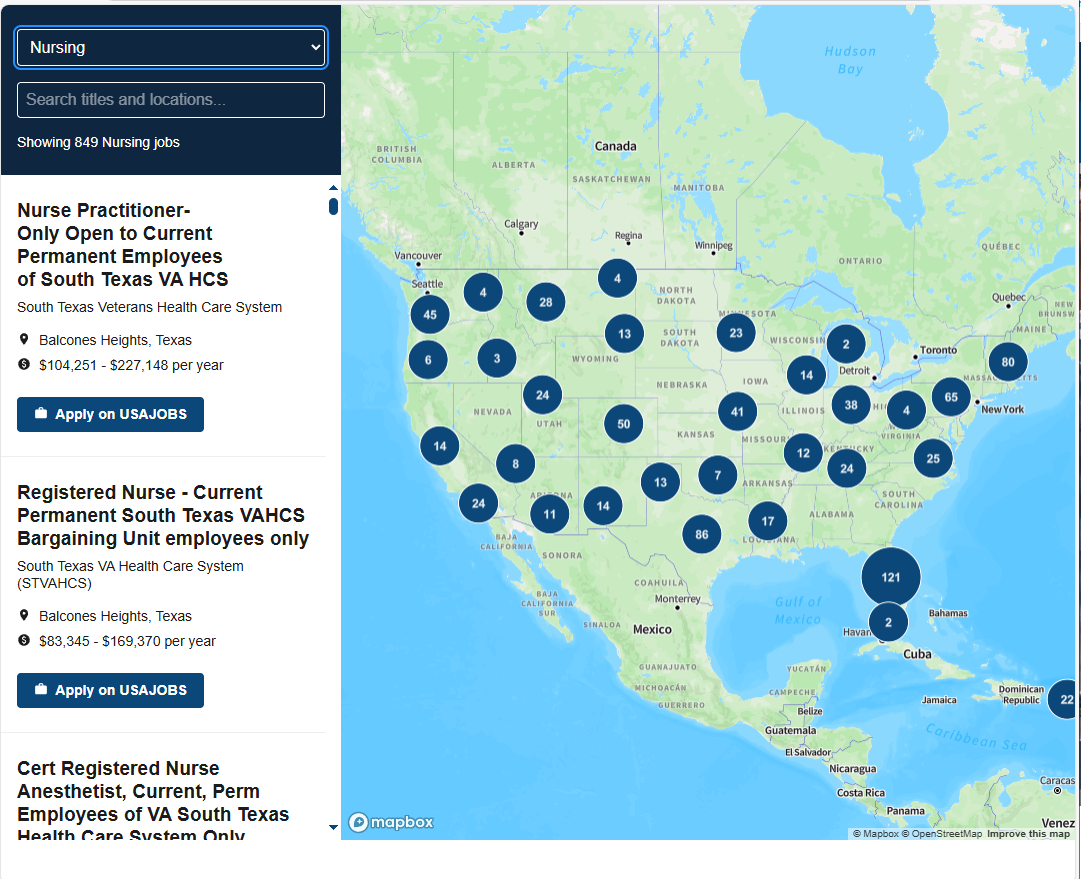 Nursing
Search titles and locations...
Showing 849 Nursing jobs
Nurse Practitioner-
Only Open to Current
Permanent Employees
of South Texas VA HCS
South Texas Veterans Health Care System
Balcones Heights, Texas
$104,251 - $227,148 per year
Apply on USAJOBS
Registered Nurse - Current
Permanent South Texas VAHCS
Bargaining Unit employees only
South Texas VA Health Care System
(STVAHCS)
Balcones Heights, Texas
$83,345 - $169,370 per year
Apply on USAJOBS
Cert Registered Nurse
Anesthetist, Current, Perm
Employees of VA South Texas
Health Care System Only
Hudson
Bay
Canada
BRITISH
COLUMBIA
ALBERTA
SASKATCHEWAN
MANITOBA
Calgary
Regina
Winnipeg
QUÉBEC
ONTARIO
Vancouver
Seattle
4
4
28
45
NORTH
DAKOTA
Quebec
NEW
BRUNSW
MAINE
MINNESOTA
13
SOUTH
DAKOTA
23
WISCONSIN
2
Toronto
80
6
3
WYOMING
Detroit
14
MASSAC
TTS
IOWA
NEBRASKA
24
NEVADA
UTAH
50
41
ILLINOIS
38
4
65
New York
KANSAS
MISSOUR
VIRGINIA
14
8
12
KENTUCKY
24
25
13
7
ARKANSAS
24
ARIZONA
11
14
SOUTH
CAROLINA
ALABAMA
17
86
LOUISIANA
BAJA
CALIFORNIA
SONORA
121
COAHUILA
BAJA
CALIFORNIA
SUR
Monterrey
Gulf of
Mexico
2
Bahamas
SINALOA
Mexico
Havan
Cuba
GUANAJUATO
YUCATÁN
MICHOACÁN
CAMPECHE
GUERRERO
Dominican
Republic
22
Jamaica
Belize
Guatemala
Caribbean Sea
El Salvador
Nicaragua
Costa Rica
Caracas
Panama
Venez
mapbox
© Mapbox © OpenStreetMap Improve this map